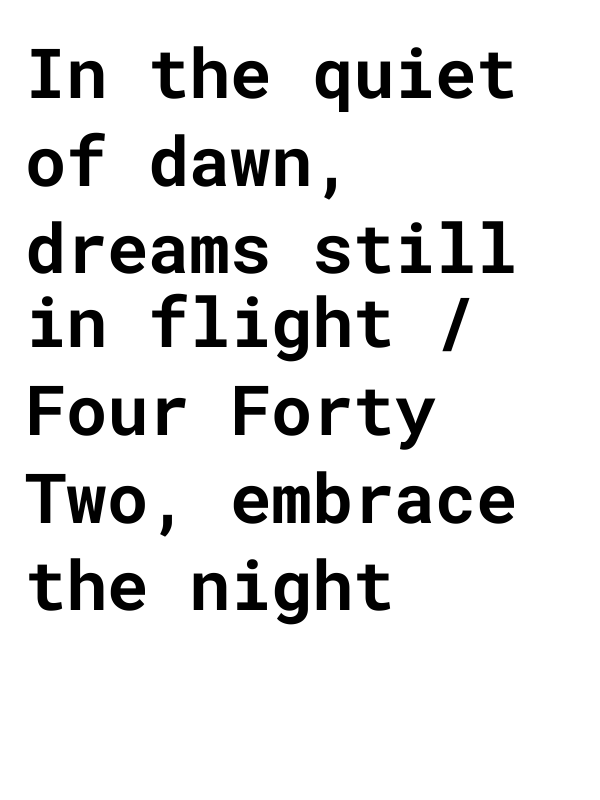 In the quiet
of dawn,
dreams still
in flight /
Four Forty
Two, embrace
the night